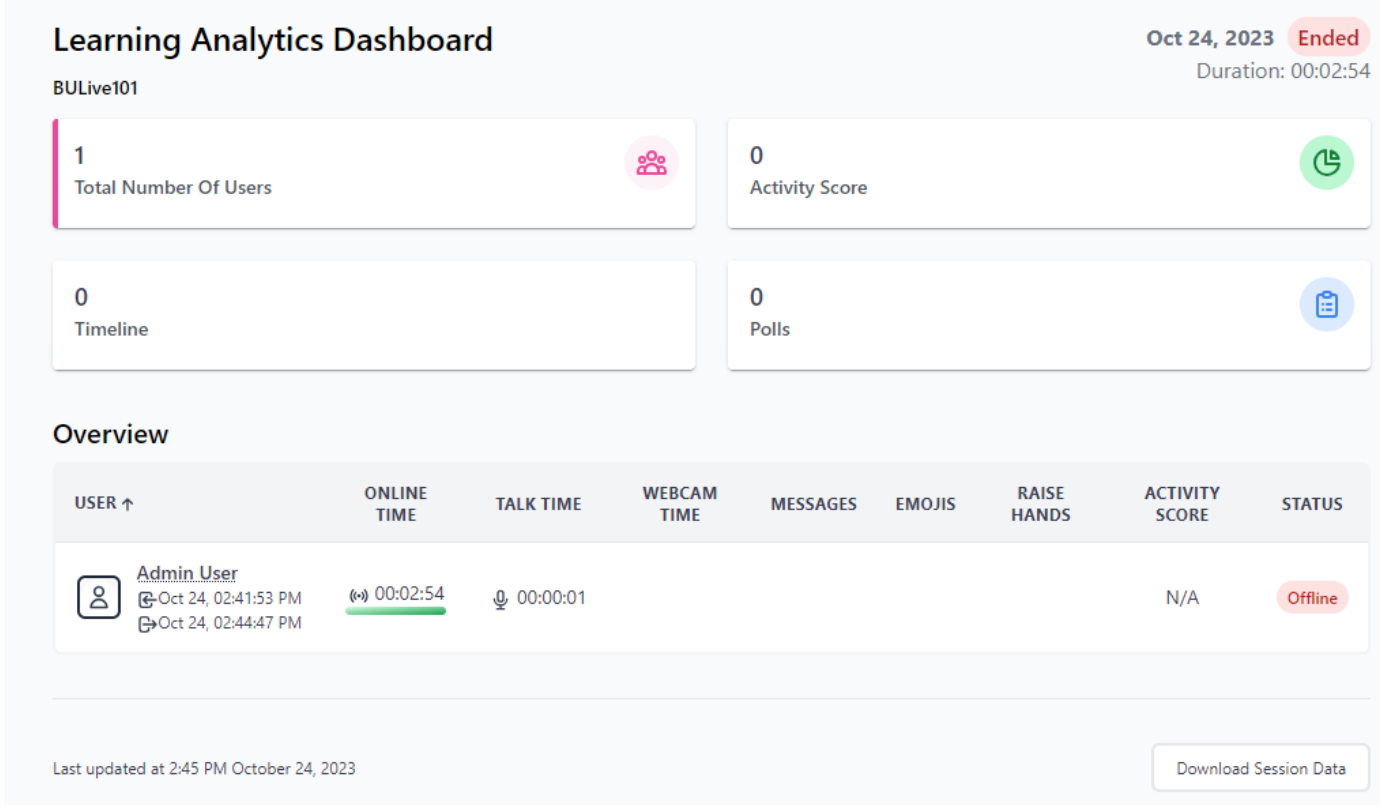 Learning Analytics Dashboard
Oct 24, 2023 Ended
BULive101
Duration: 00:02:54
1
Total Number Of Users
0
Activity Score
0
Timeline
0
Polls
Overview
USER ↑ ONLINE TIME TALK TIME WEBCAM TIME MESSAGES EMOJIS RAISE HANDS ACTIVITY SCORE STATUS
Admin User
Oct 24, 02:41:53 PM
Oct 24, 02:44:47 PM
00:02:54 00:00:01 N/A Offline
Last updated at 2:45 PM October 24, 2023
Download Session Data